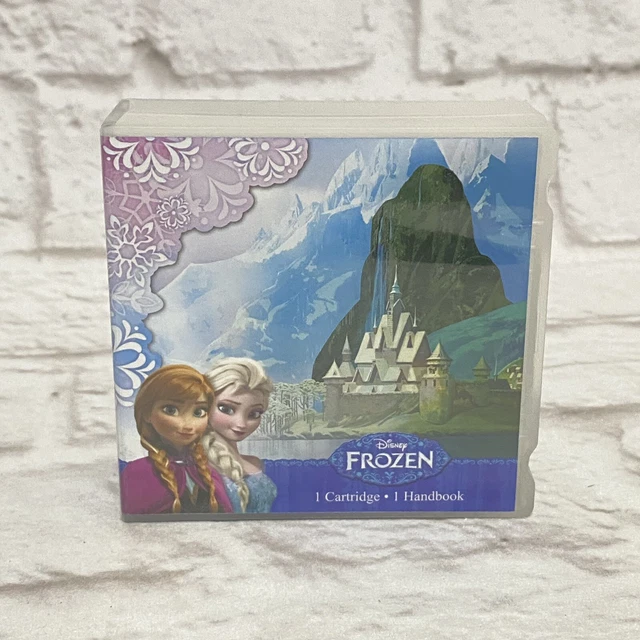 Disney
FROZEN
1 Cartridge • 1 Handbook